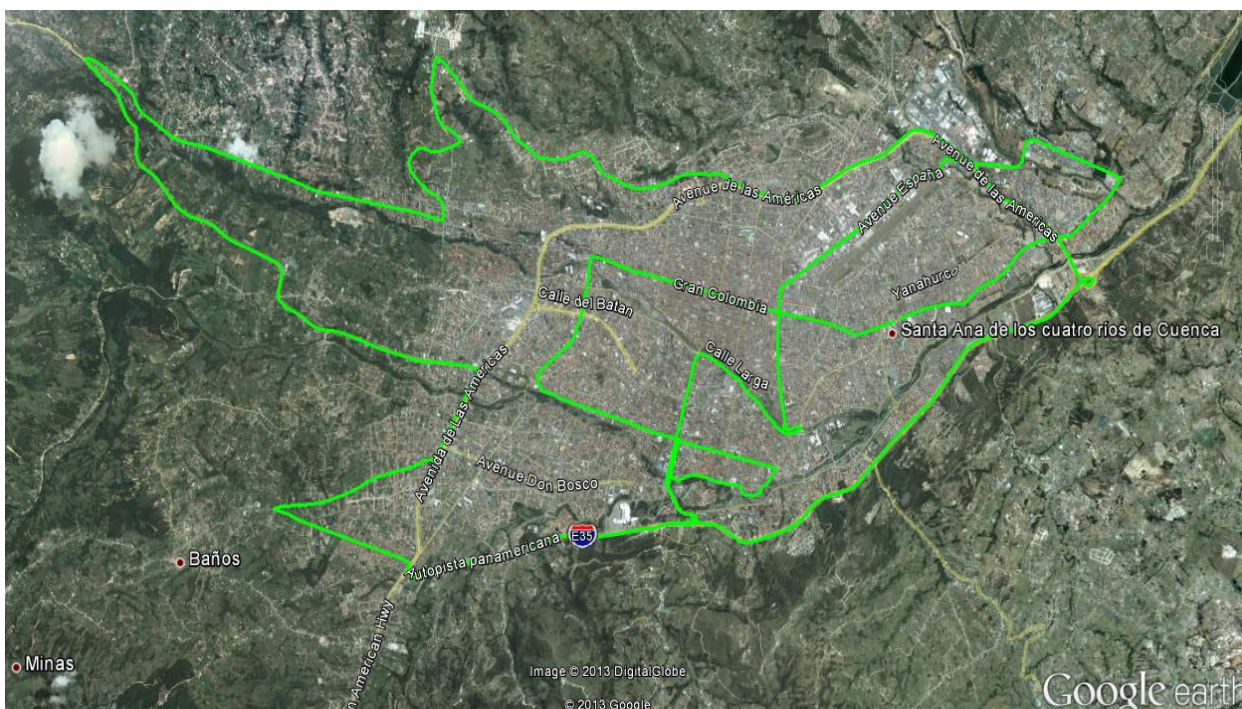 Avenue de las Americas
Avenue España
Avenue de las Américas
Yanahurco
Gran Colombia
Calle del Batan
Santa Ana de los cuatro ríos de Cuenca
Calle Larga
Avenida de Las Américas
Avenue Don Bosco
E35
Autopista panamericana
Baños
n American Hwy
Minas
Image © 2013 DigitalGlobe
© 2013 Google
Google earth